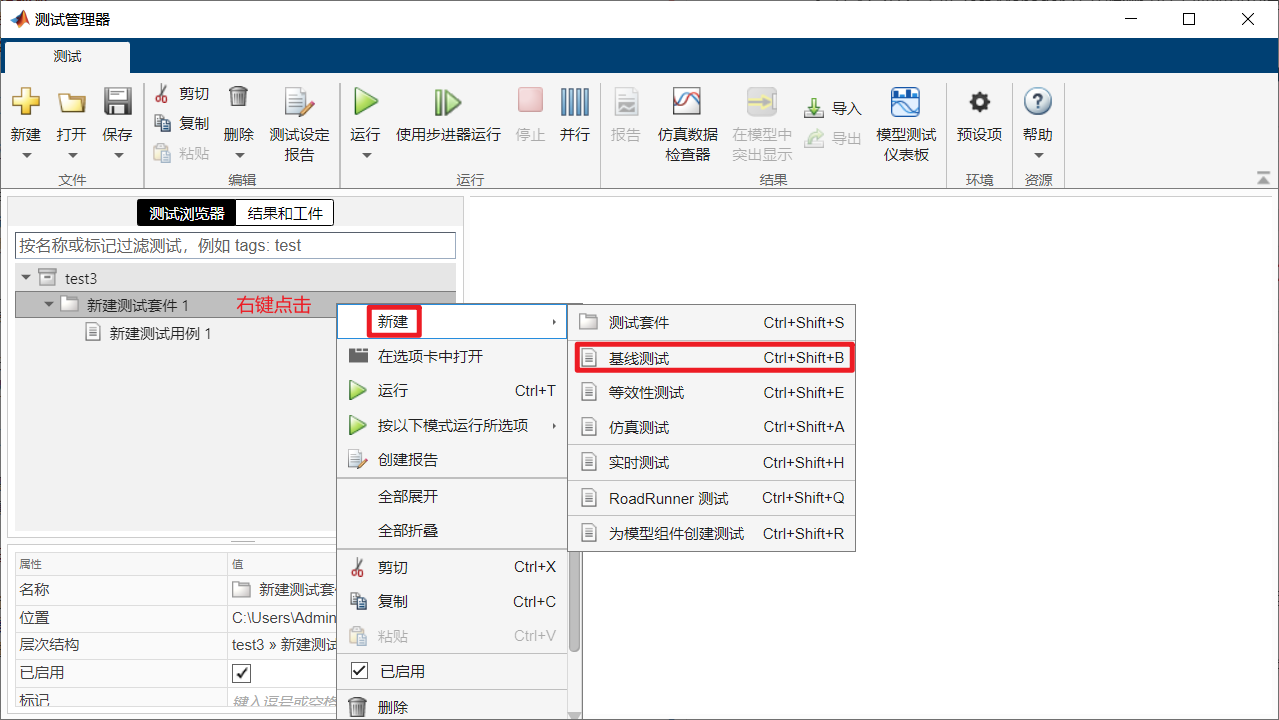 测试管理器
测试
新建
打开
保存
文件
剪切
复制
粘贴
删除
测试设定
报告
编辑
运行
使用步进器运行
停止
并行
运行
报告
仿真数据
检查器
在模型中
突出显示
导入
导出
模型测试
仪表板
结果
预设项
环境
帮助
资源
测试浏览器
结果和工件
按名称或标记过滤测试，例如 tags: test
test3
新建测试套件 1
右键点击
新建测试用例 1
新建
在选项卡中打开
运行 Ctrl+T
按以下模式运行所选项
创建报告
全部展开
全部折叠
剪切 Ctrl+X
复制 Ctrl+C
粘贴 Ctrl+V
已启用
删除
测试套件 Ctrl+Shift+S
基线测试 Ctrl+Shift+B
等效性测试 Ctrl+Shift+E
仿真测试 Ctrl+Shift+A
实时测试 Ctrl+Shift+H
RoadRunner 测试 Ctrl+Shift+Q
为模型组件创建测试 Ctrl+Shift+R
属性 值
名称 新建测试套
位置 C:\Users\Admin
层次结构 test3 » 新建测试
已启用
标记 键入逗号或空格